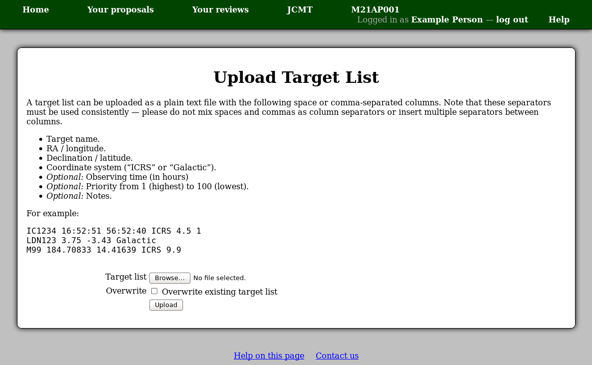 Home Your proposals Your reviews JCMT M21AP001
Logged in as Example Person — log out Help
Upload Target List
A target list can be uploaded as a plain text file with the following space or comma-separated columns. Note that these separators
must be used consistently — please do not mix spaces and commas as column separators or insert multiple separators between
columns.
• Target name.
• RA / longitude.
• Declination / latitude.
• Coordinate system (“ICRS” or “Galactic”).
• Optional: Observing time (in hours)
• Optional: Priority from 1 (highest) to 100 (lowest).
• Optional: Notes.
For example:
IC1234 16:52:51 56:52:40 ICRS 4.5 1
LDN123 3.75 -3.43 Galactic
M99 184.70833 14.41639 ICRS 9.9
Target list Browse... No file selected.
Overwrite Overwrite existing target list
Upload
Help on this page Contact us